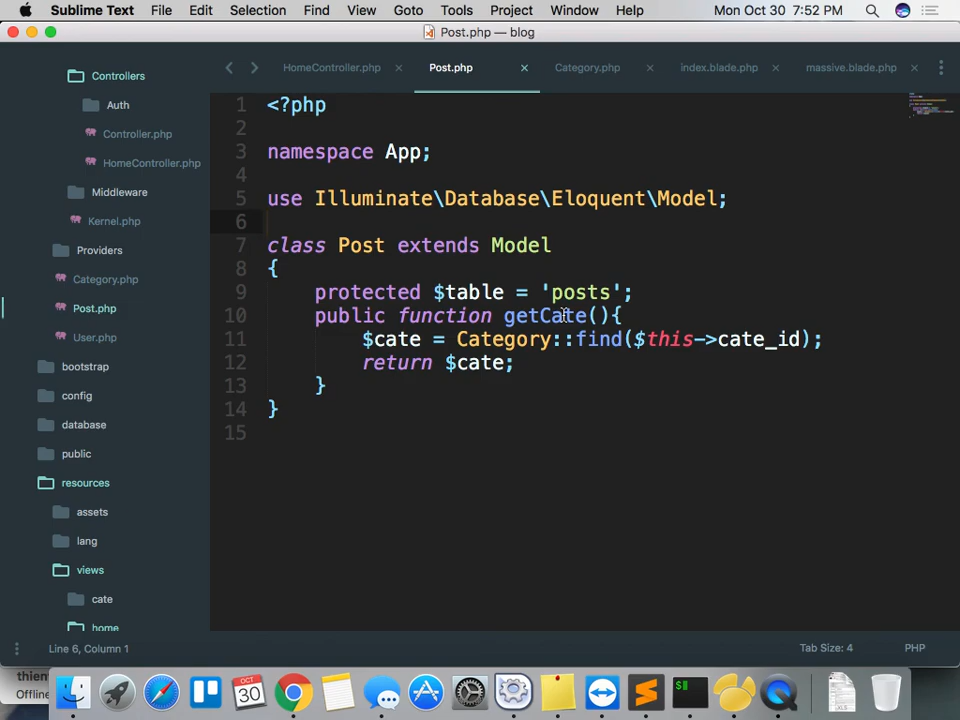 Sublime Text File Edit Selection Find View Goto Tools Project Window Help Mon Oct 30 7:52 PM
Post.php — blog
Controllers
Auth
Controller.php
HomeController.php
Middleware
Kernel.php
Providers
Category.php
Post.php
User.php
bootstrap
config
database
public
resources
assets
lang
views
cate
home
HomeController.php Post.php Category.php index.blade.php massive.blade.php
1 <?php
2
3 namespace App;
4
5 use Illuminate\Database\Eloquent\Model;
6
7 class Post extends Model
8 {
9 protected $table = 'posts';
10 public function getCate(){
11 $cate = Category::find($this->cate_id);
12 return $cate;
13 }
14 }
15
Line 6, Column 1 Tab Size: 4 PHP
Offline
OCT
30